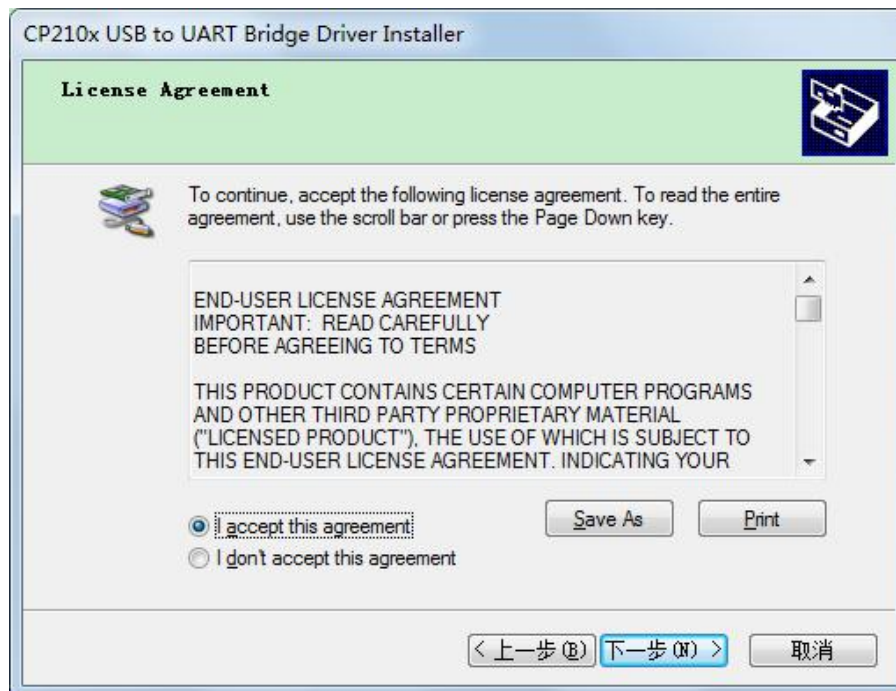 CP210x USB to UART Bridge Driver Installer
License Agreement
To continue, accept the following license agreement. To read the entire
agreement, use the scroll bar or press the Page Down key.
END-USER LICENSE AGREEMENT
IMPORTANT:  READ CAREFULLY
BEFORE AGREEING TO TERMS
THIS PRODUCT CONTAINS CERTAIN COMPUTER PROGRAMS
AND OTHER THIRD PARTY PROPRIETARY MATERIAL
("LICENSED PRODUCT"), THE USE OF WHICH IS SUBJECT TO
THIS END-USER LICENSE AGREEMENT. INDICATING YOUR
I accept this agreement
Save As
Print
I don't accept this agreement
< 上一步(B)
下一步(N) >
取消